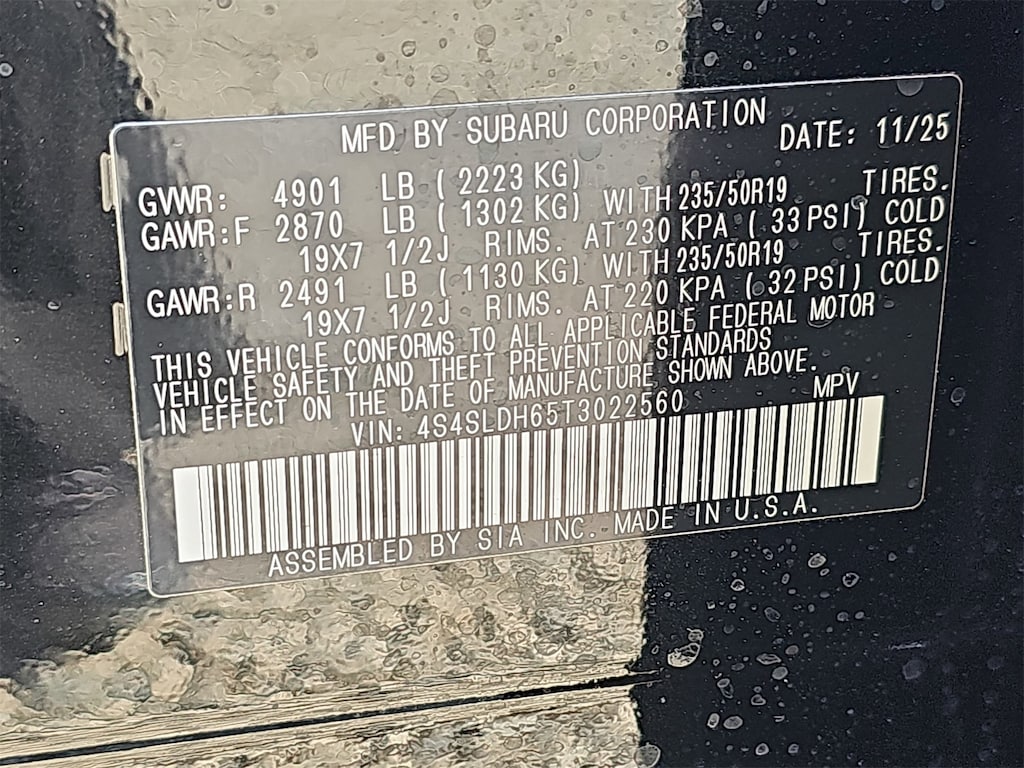 MFD BY SUBARU CORPORATION DATE: 11/25
GVWR: 4901 LB ( 2223 KG)
GAWR:F 2870 LB ( 1302 KG) WITH 235/50R19 TIRES.
19X7 1/2J RIMS. AT 230 KPA ( 33 PSI) COLD
GAWR:R 2491 LB ( 1130 KG) WITH 235/50R19 TIRES.
19X7 1/2J RIMS. AT 220 KPA ( 32 PSI) COLD
THIS VEHICLE CONFORMS TO ALL APPLICABLE FEDERAL MOTOR
VEHICLE SAFETY AND THEFT PREVENTION STANDARDS
IN EFFECT ON THE DATE OF MANUFACTURE SHOWN ABOVE.
VIN: 4S4SLDH65T3022560 MPV
ASSEMBLED BY SIA INC. MADE IN U.S.A.